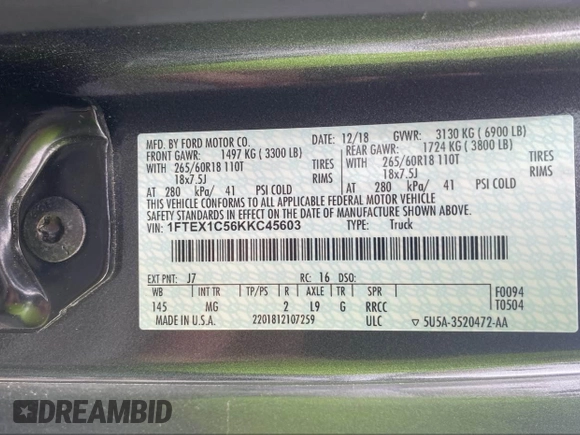 MFD. BY FORD MOTOR CO. DATE: 12/18 GVWR: 3130 KG ( 6900 LB)
FRONT GAWR: 1497 KG ( 3300 LB) REAR GAWR: 1724 KG ( 3800 LB)
WITH 265/60R18 110T TIRES WITH 265/60R18 110T TIRES
18x7.5J RIMS 18x7.5J RIMS
AT 280 kPa/ 41 PSI COLD AT 280 kPa/ 41 PSI COLD
THIS VEHICLE CONFORMS TO ALL APPLICABLE FEDERAL MOTOR VEHICLE
SAFETY AND THEFT PREVENTION STANDARDS IN EFFECT ON THE DATE OF MANUFACTURE SHOWN ABOVE.
VIN: 1FTEX1C56KKC45603 TYPE: Truck
EXT PNT: J7 RC: 16 DSO:
WB INT TR TP/PS R AXLE TR SPR F0094
145 MG 2 L9 G RRCC T0504
MADE IN U.S.A. 2201812107259 ULC ▽ 5U5A-3520472-AA
DREAMBID